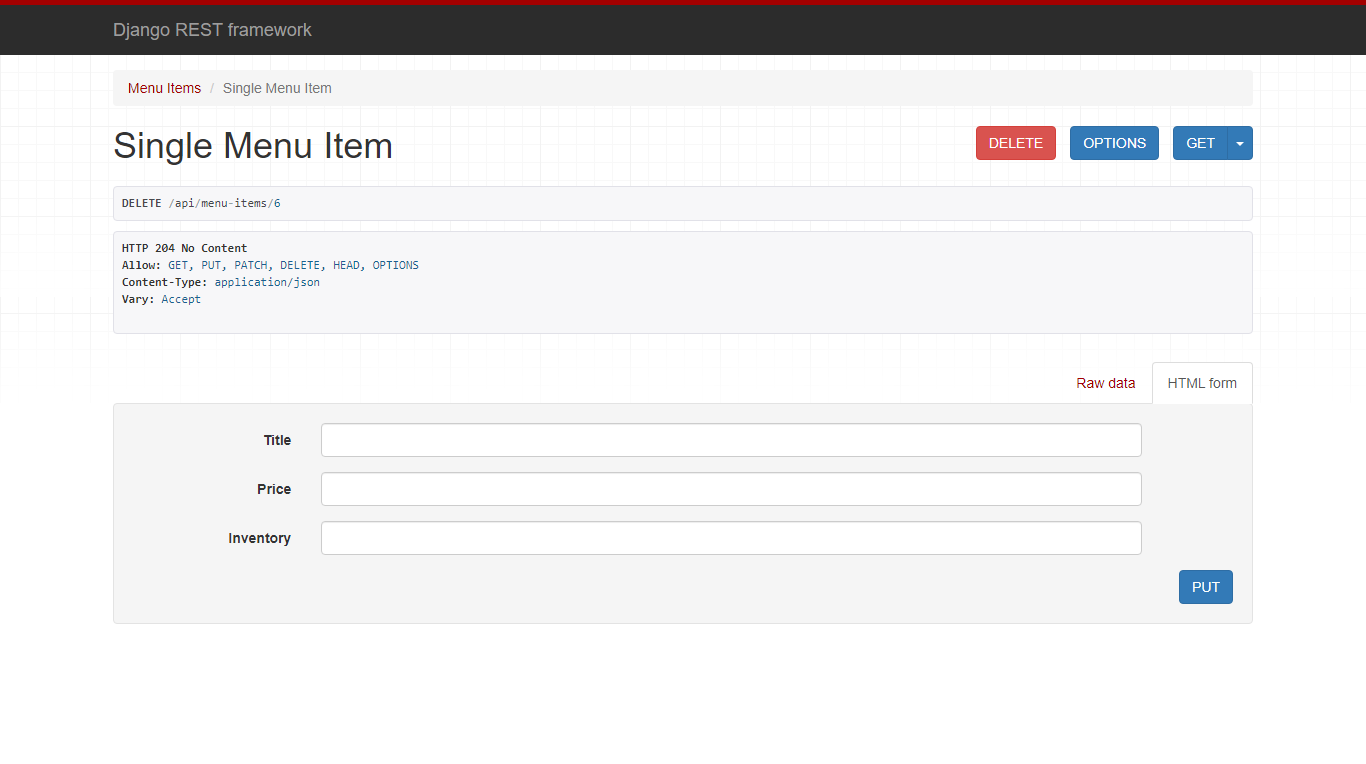 Django REST framework
Menu Items / Single Menu Item
Single Menu Item
DELETE OPTIONS GET
DELETE /api/menu-items/6
HTTP 204 No Content
Allow: GET, PUT, PATCH, DELETE, HEAD, OPTIONS
Content-Type: application/json
Vary: Accept
Raw data HTML form
Title
Price
Inventory
PUT